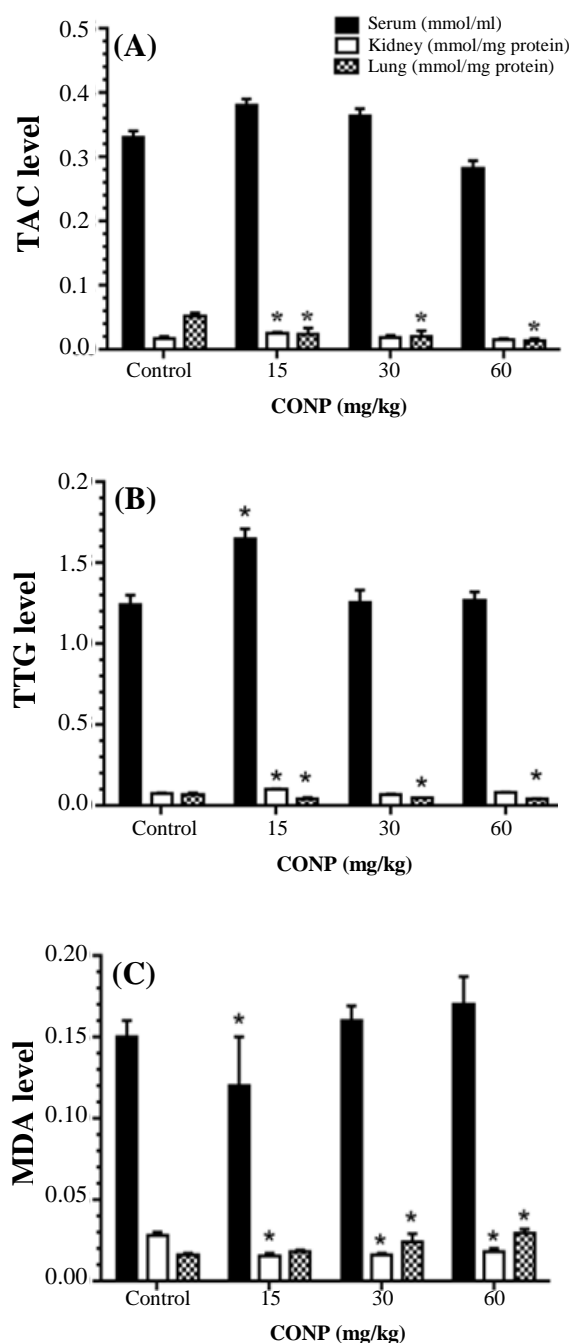 Serum (mmol/ml)
Kidney (mmol/mg protein)
Lung (mmol/mg protein)
(A)
TAC level
0.5
0.4
0.3
0.2
0.1
0.0
* * * *
Control 15 30 60
CONP (mg/kg)
(B)
TTG level
0.2
1.5
1.0
0.5
0.0
*
* * * *
Control 15 30 60
CONP (mg/kg)
(C)
MDA level
0.20
0.15
0.10
0.05
0.00
*
* * * * *
Control 15 30 60
CONP (mg/kg)